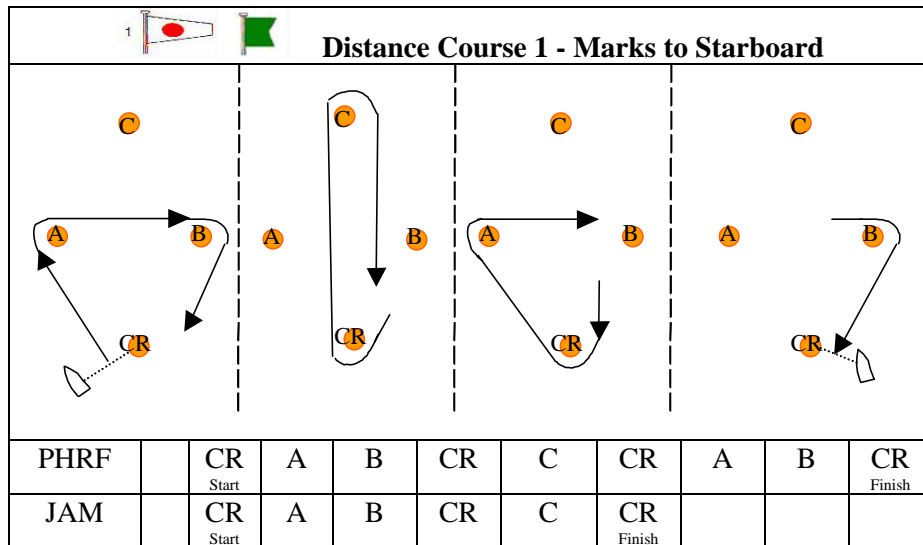 1
Distance Course 1 - Marks to Starboard
C C C C
A B A B A B A B
CR CR CR CR
PHRF CR A B CR C CR A B CR
Start Finish
JAM CR A B CR C CR
Start Finish